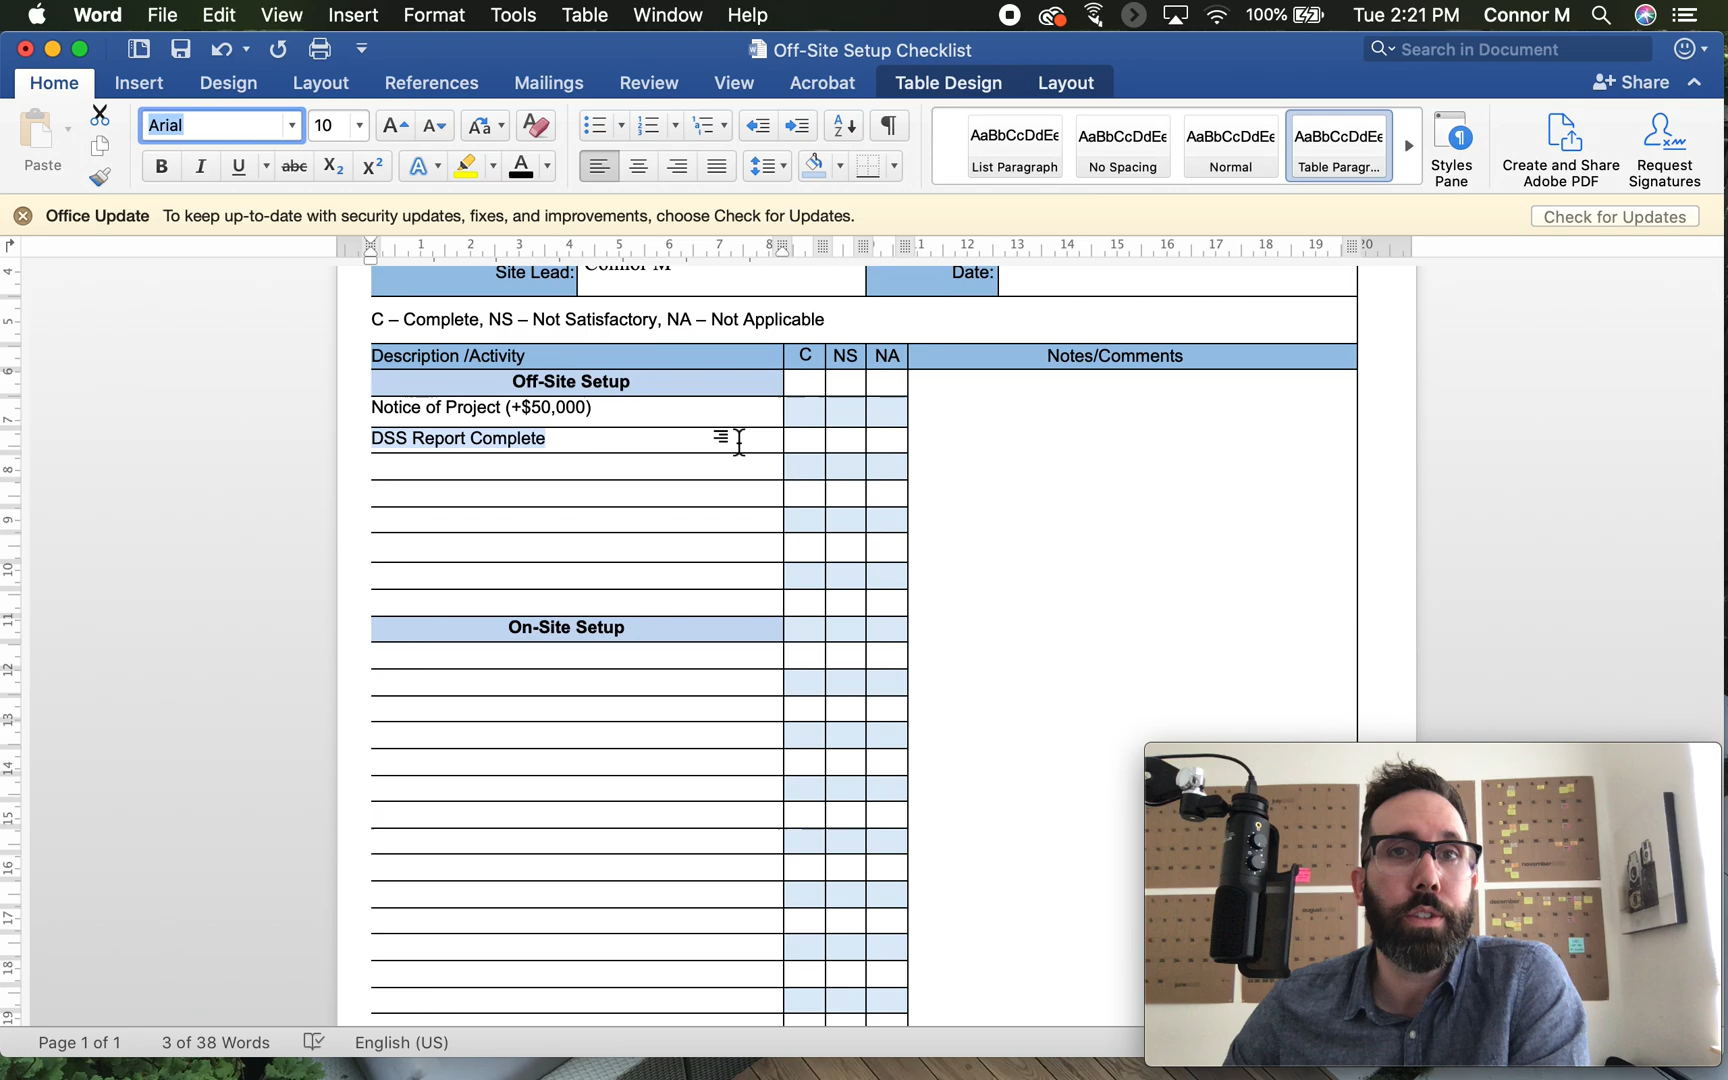 Word File Edit View Insert Format Tools Table Window Help 100% Tue 2:21 PM Connor M
Off-Site Setup Checklist Search in Document
Home Insert Design Layout References Mailings Review View Acrobat Table Design Layout Share
Paste Arial 10
AaBbCcDdEe AaBbCcDdEe AaBbCcDdEe AaBbCcDdEe
List Paragraph No Spacing Normal Table Paragr...
Styles Pane
Create and Share Adobe PDF
Request Signatures
Office Update To keep up-to-date with security updates, fixes, and improvements, choose Check for Updates. Check for Updates
Site Lead: Connor M Date:
C – Complete, NS – Not Satisfactory, NA – Not Applicable
Description /Activity C NS NA Notes/Comments
Off-Site Setup
Notice of Project (+$50,000)
DSS Report Complete
On-Site Setup
Page 1 of 1 3 of 38 Words English (US)